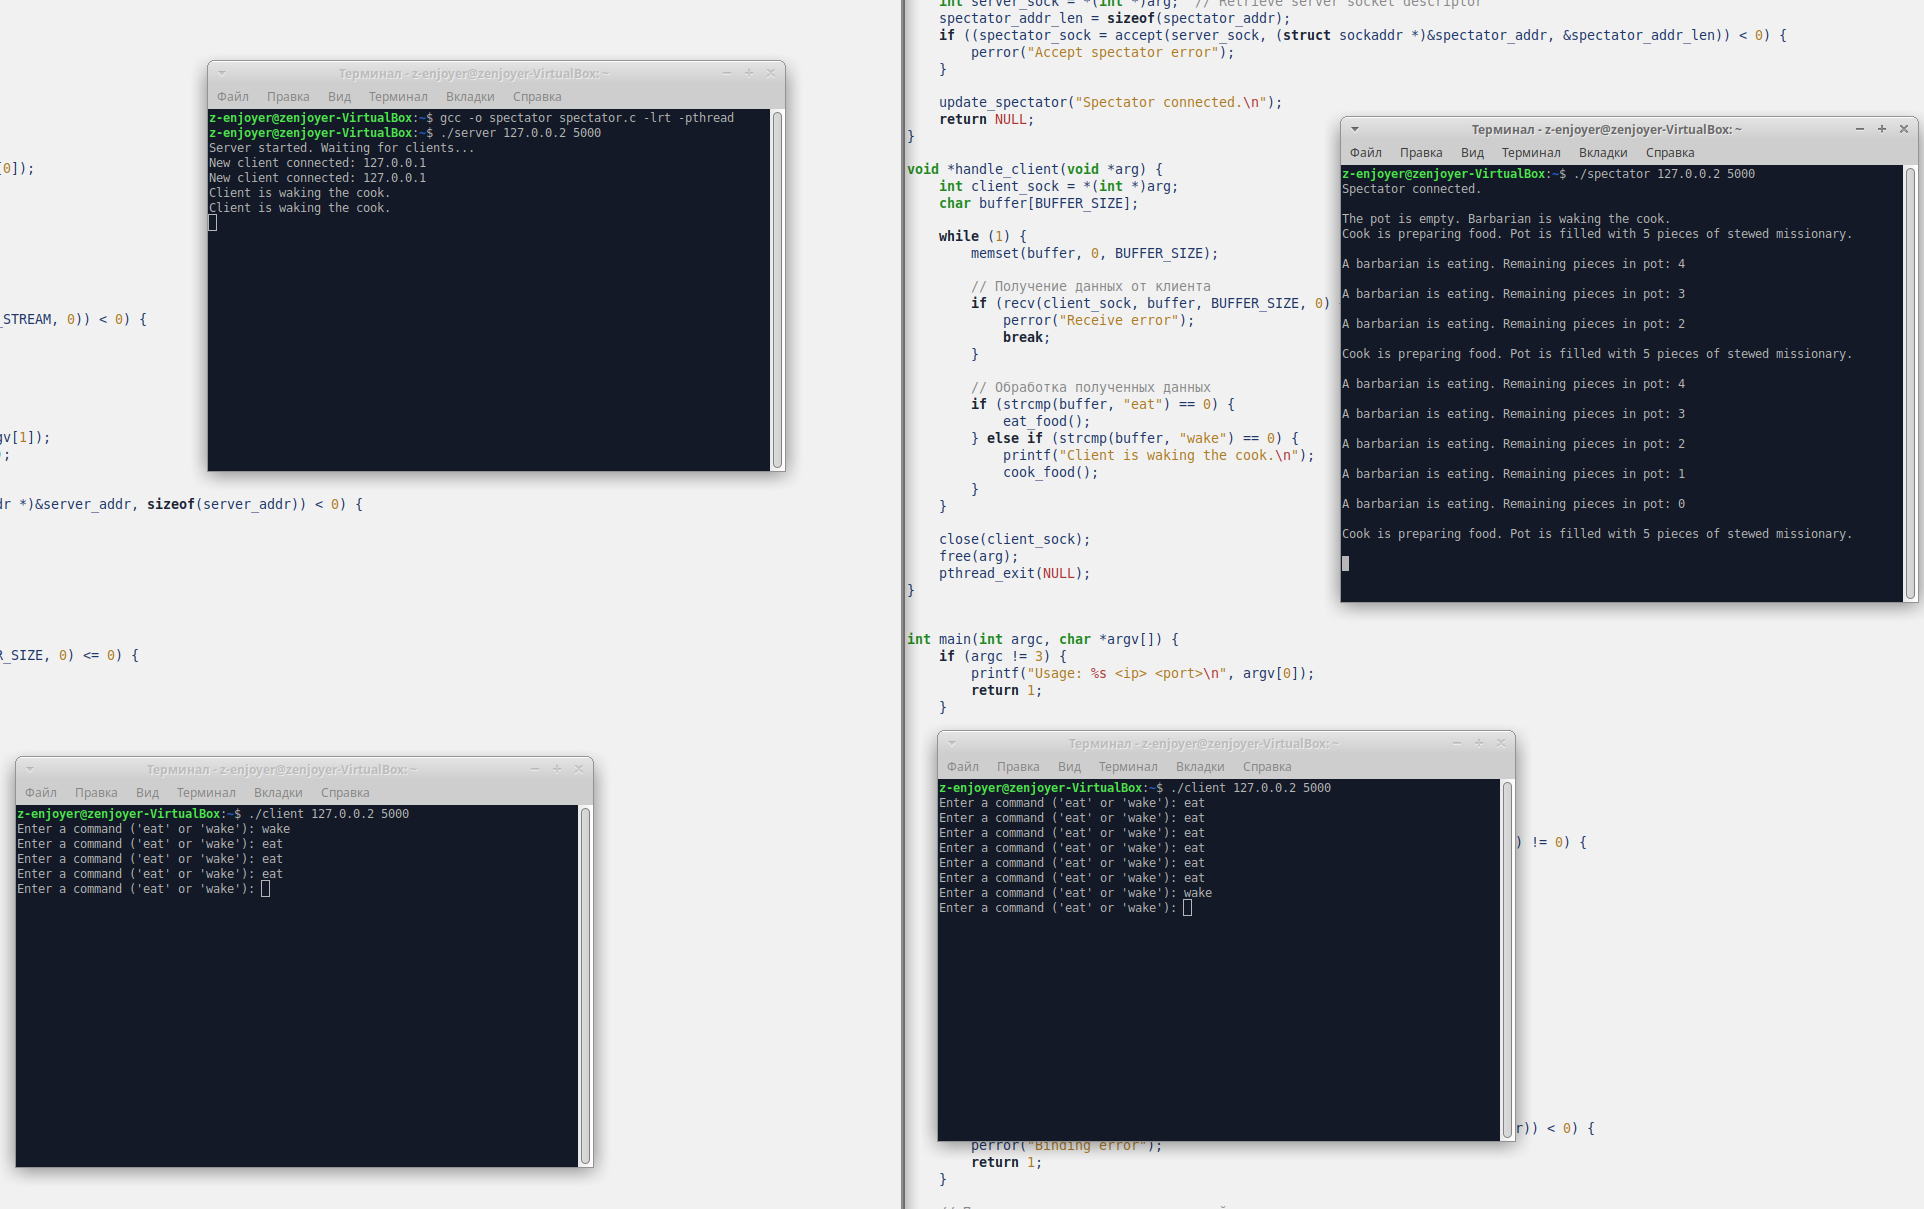 [0]);
_STREAM, 0)) < 0) {
gv[1]);
);
dr *)&server_addr, sizeof(server_addr)) < 0) {
R_SIZE, 0) <= 0) {
Терминал - z-enjoyer@zenjoyer-VirtualBox: ~
Файл Правка Вид Терминал Вкладки Справка
z-enjoyer@zenjoyer-VirtualBox:~$ gcc -o spectator spectator.c -lrt -pthread
z-enjoyer@zenjoyer-VirtualBox:~$ ./server 127.0.0.2 5000
Server started. Waiting for clients...
New client connected: 127.0.0.1
New client connected: 127.0.0.1
Client is waking the cook.
Client is waking the cook.
Терминал - z-enjoyer@zenjoyer-VirtualBox: ~
Файл Правка Вид Терминал Вкладки Справка
z-enjoyer@zenjoyer-VirtualBox:~$ ./client 127.0.0.2 5000
Enter a command ('eat' or 'wake'): wake
Enter a command ('eat' or 'wake'): eat
Enter a command ('eat' or 'wake'): eat
Enter a command ('eat' or 'wake'): eat
Enter a command ('eat' or 'wake'):
int server_sock = *(int *)arg; // Retrieve server socket descriptor
spectator_addr_len = sizeof(spectator_addr);
if ((spectator_sock = accept(server_sock, (struct sockaddr *)&spectator_addr, &spectator_addr_len)) < 0) {
perror("Accept spectator error");
}
update_spectator("Spectator connected.\n");
return NULL;
}
void *handle_client(void *arg) {
int client_sock = *(int *)arg;
char buffer[BUFFER_SIZE];
while (1) {
memset(buffer, 0, BUFFER_SIZE);
// Получение данных от клиента
if (recv(client_sock, buffer, BUFFER_SIZE, 0)
perror("Receive error");
break;
}
// Обработка полученных данных
if (strcmp(buffer, "eat") == 0) {
eat_food();
} else if (strcmp(buffer, "wake") == 0) {
printf("Client is waking the cook.\n");
cook_food();
}
}
close(client_sock);
free(arg);
pthread_exit(NULL);
}
int main(int argc, char *argv[]) {
if (argc != 3) {
printf("Usage: %s <ip> <port>\n", argv[0]);
return 1;
}
) != 0) {
r)) < 0) {
perror("Binding error");
return 1;
}
Терминал - z-enjoyer@zenjoyer-VirtualBox: ~
Файл Правка Вид Терминал Вкладки Справка
z-enjoyer@zenjoyer-VirtualBox:~$ ./spectator 127.0.0.2 5000
Spectator connected.
The pot is empty. Barbarian is waking the cook.
Cook is preparing food. Pot is filled with 5 pieces of stewed missionary.
A barbarian is eating. Remaining pieces in pot: 4
A barbarian is eating. Remaining pieces in pot: 3
A barbarian is eating. Remaining pieces in pot: 2
Cook is preparing food. Pot is filled with 5 pieces of stewed missionary.
A barbarian is eating. Remaining pieces in pot: 4
A barbarian is eating. Remaining pieces in pot: 3
A barbarian is eating. Remaining pieces in pot: 2
A barbarian is eating. Remaining pieces in pot: 1
A barbarian is eating. Remaining pieces in pot: 0
Cook is preparing food. Pot is filled with 5 pieces of stewed missionary.
Терминал - z-enjoyer@zenjoyer-VirtualBox: ~
Файл Правка Вид Терминал Вкладки Справка
z-enjoyer@zenjoyer-VirtualBox:~$ ./client 127.0.0.2 5000
Enter a command ('eat' or 'wake'): eat
Enter a command ('eat' or 'wake'): eat
Enter a command ('eat' or 'wake'): eat
Enter a command ('eat' or 'wake'): eat
Enter a command ('eat' or 'wake'): eat
Enter a command ('eat' or 'wake'): eat
Enter a command ('eat' or 'wake'): wake
Enter a command ('eat' or 'wake'):